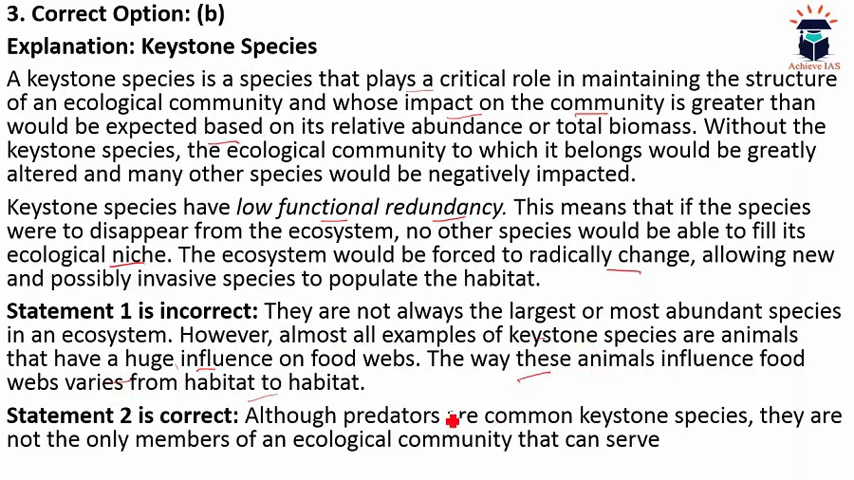 3. Correct Option: (b)
Explanation: Keystone Species
A keystone species is a species that plays a critical role in maintaining the structure
of an ecological community and whose impact on the community is greater than
would be expected based on its relative abundance or total biomass. Without the
keystone species, the ecological community to which it belongs would be greatly
altered and many other species would be negatively impacted.
Keystone species have low functional redundancy. This means that if the species
were to disappear from the ecosystem, no other species would be able to fill its
ecological niche. The ecosystem would be forced to radically change, allowing new
and possibly invasive species to populate the habitat.
Statement 1 is incorrect: They are not always the largest or most abundant species
in an ecosystem. However, almost all examples of keystone species are animals
that have a huge influence on food webs. The way these animals influence food
webs varies from habitat to habitat.
Statement 2 is correct: Although predators are common keystone species, they are
not the only members of an ecological community that can serve
Achieve IAS